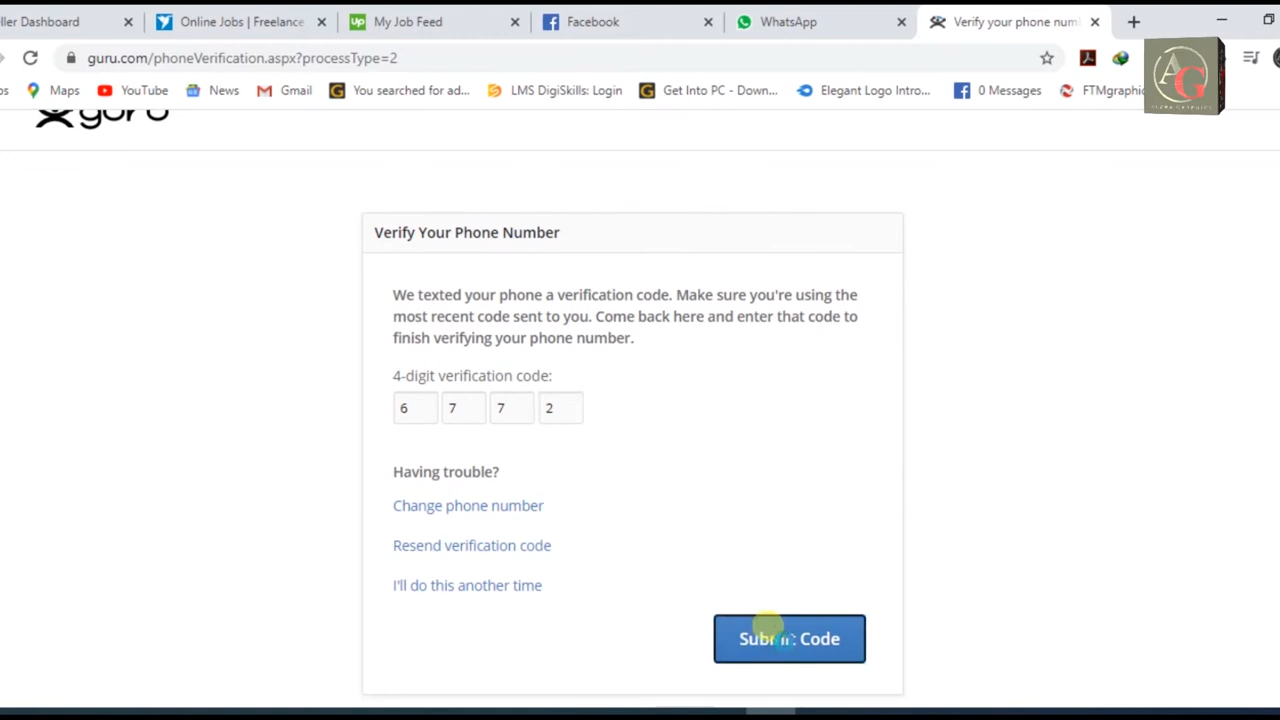 ller Dashboard
Online Jobs | Freelance
Up My Job Feed
Facebook
WhatsApp
Verify your phone num
guru.com/phoneVerification.aspx?processType=2
ps
Maps
YouTube
News
Gmail
You searched for ad...
LMS DigiSkills: Login
Get Into PC - Down...
Elegant Logo Intro...
0 Messages
FTMgraphic
AG
guru
Verify Your Phone Number
We texted your phone a verification code. Make sure you're using the
most recent code sent to you. Come back here and enter that code to
finish verifying your phone number.
4-digit verification code:
6 7 7 2
Having trouble?
Change phone number
Resend verification code
I'll do this another time
Submit Code